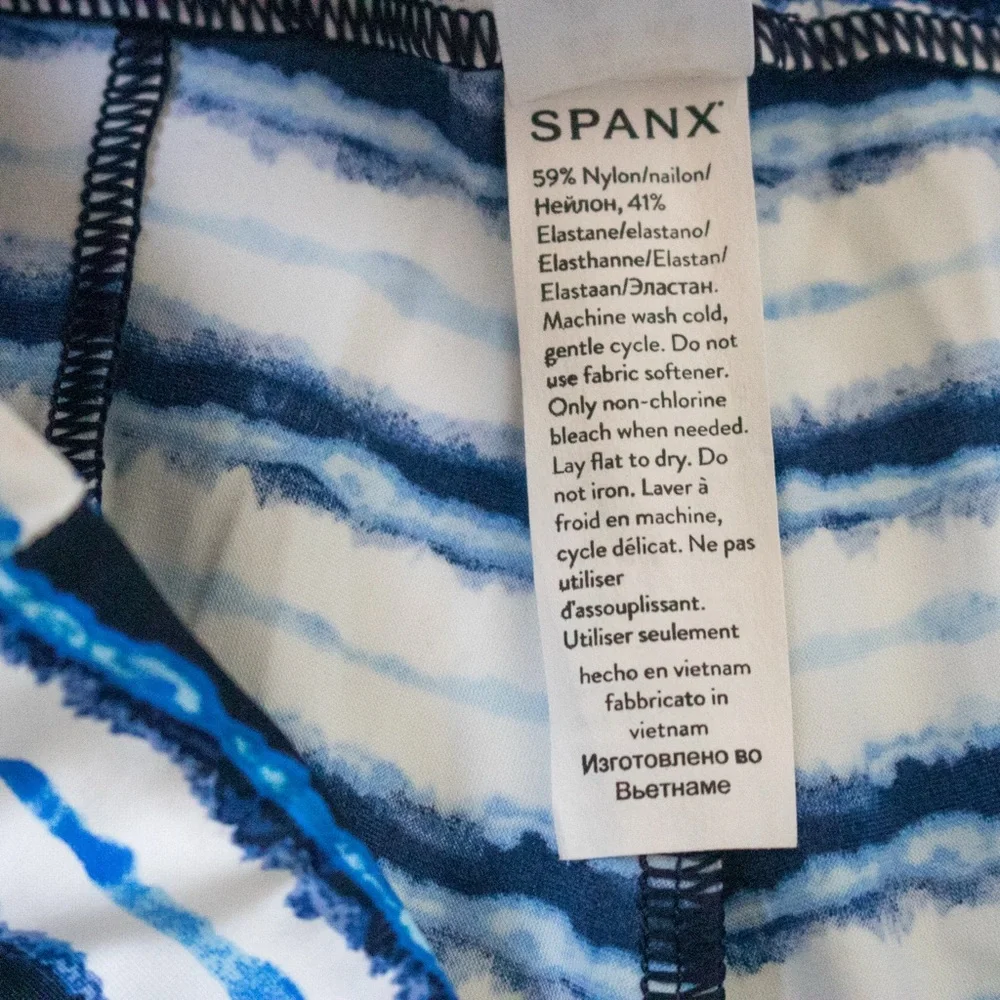 SPANX
59% Nylon/nailon/
Нейлон, 41%
Elastane/elastano/
Elasthanne/Elastan/
Elastaan/Эластан.
Machine wash cold,
gentle cycle. Do not
use fabric softener.
Only non-chlorine
bleach when needed.
Lay flat to dry. Do
not iron. Laver à
froid en machine,
cycle délicat. Ne pas
utiliser
d'assouplissant.
Utiliser seulement
hecho en vietnam
fabbricato in
vietnam
Изготовлено во
Вьетнаме